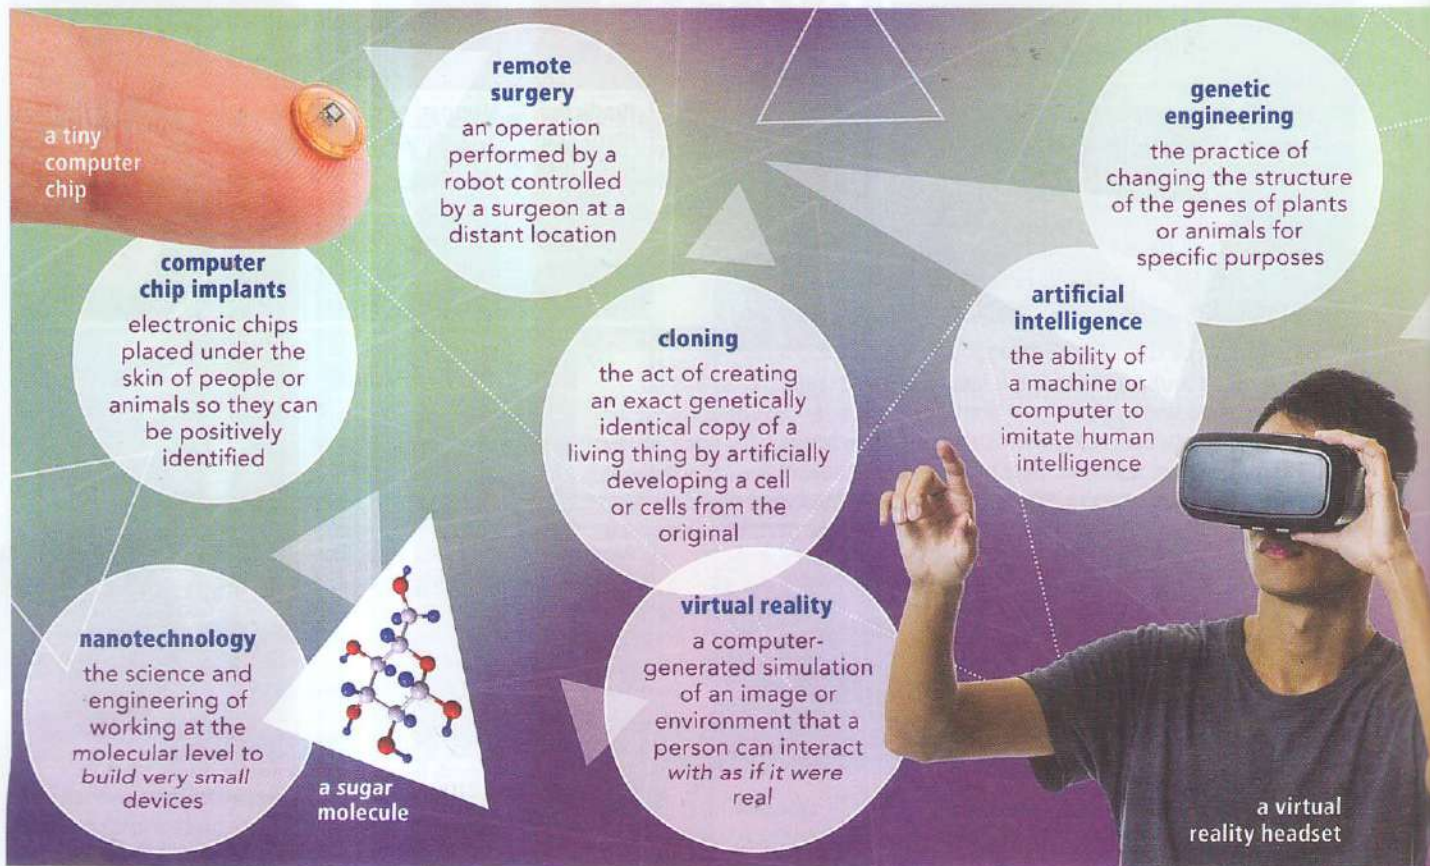 a tiny
computer
chip
remote
surgery
an operation
performed by a
robot controlled
by a surgeon at a
distant location
genetic
engineering
the practice of
changing the structure
of the genes of plants
or animals for
specific purposes
computer
chip implants
electronic chips
placed under the
skin of people or
animals so they can
be positively
identified
cloning
the act of creating
an exact genetically
identical copy of a
living thing by artificially
developing a cell
or cells from the
original
artificial
intelligence
the ability of
a machine or
computer to
imitate human
intelligence
nanotechnology
the science and
engineering of
working at the
molecular level to
build very small
devices
a sugar
molecule
virtual reality
a computer-
generated simulation
of an image or
environment that a
person can interact
with as if it were
real
a virtual
reality headset